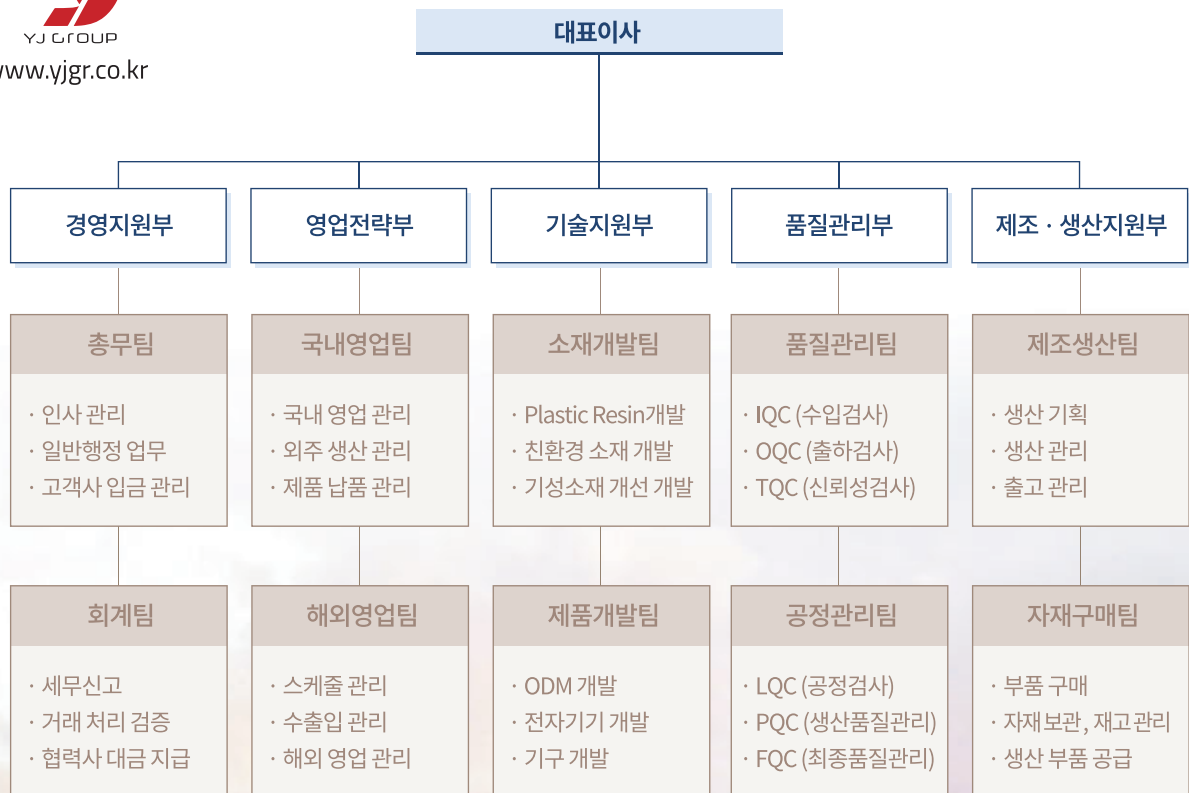 YJ GROUP
www.yjgr.co.kr
대표이사
경영지원부
영업전략부
기술지원부
품질관리부
제조 · 생산지원부
총무팀
· 인사 관리
· 일반행정 업무
· 고객사 입금 관리
국내영업팀
· 국내 영업 관리
· 외주 생산 관리
· 제품 납품 관리
소재개발팀
· Plastic Resin개발
· 친환경 소재 개발
· 기성소재 개선 개발
품질관리팀
· IQC (수입검사)
· OQC (출하검사)
· TQC (신뢰성검사)
제조생산팀
· 생산 기획
· 생산 관리
· 출고 관리
회계팀
· 세무신고
· 거래 처리 검증
· 협력사 대금 지급
해외영업팀
· 스케줄 관리
· 수출입 관리
· 해외 영업 관리
제품개발팀
· ODM 개발
· 전자기기 개발
· 기구 개발
공정관리팀
· LQC (공정검사)
· PQC (생산품질관리)
· FQC (최종품질관리)
자재구매팀
· 부품 구매
· 자재보관, 재고관리
· 생산 부품 공급